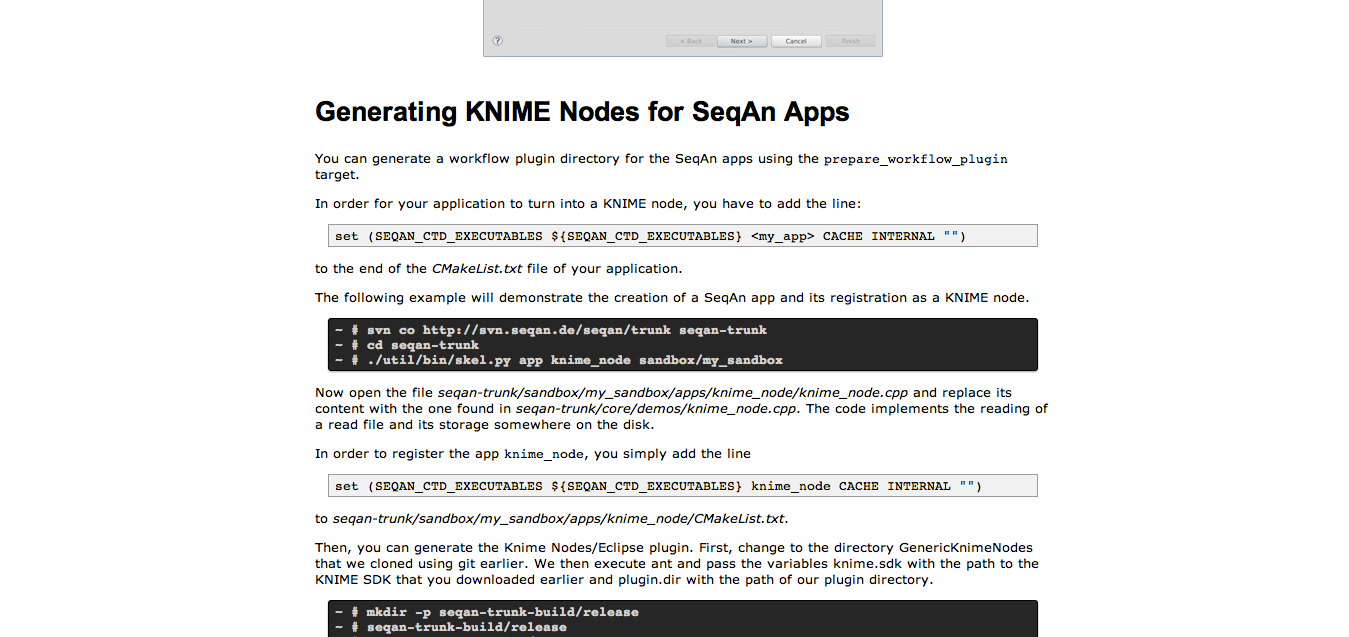 ?
< Back Next > Cancel Finish
Generating KNIME Nodes for SeqAn Apps
You can generate a workflow plugin directory for the SeqAn apps using the prepare_workflow_plugin
target.
In order for your application to turn into a KNIME node, you have to add the line:
set (SEQAN_CTD_EXECUTABLES ${SEQAN_CTD_EXECUTABLES} <my_app> CACHE INTERNAL "")
to the end of the CMakeList.txt file of your application.
The following example will demonstrate the creation of a SeqAn app and its registration as a KNIME node.
~ # svn co http://svn.seqan.de/seqan/trunk seqan-trunk
~ # cd seqan-trunk
~ # ./util/bin/skel.py app knime_node sandbox/my_sandbox
Now open the file seqan-trunk/sandbox/my_sandbox/apps/knime_node/knime_node.cpp and replace its
content with the one found in seqan-trunk/core/demos/knime_node.cpp. The code implements the reading of
a read file and its storage somewhere on the disk.
In order to register the app knime_node, you simply add the line
set (SEQAN_CTD_EXECUTABLES ${SEQAN_CTD_EXECUTABLES} knime_node CACHE INTERNAL "")
to seqan-trunk/sandbox/my_sandbox/apps/knime_node/CMakeList.txt.
Then, you can generate the Knime Nodes/Eclipse plugin. First, change to the directory GenericKnimeNodes
that we cloned using git earlier. We then execute ant and pass the variables knime.sdk with the path to the
KNIME SDK that you downloaded earlier and plugin.dir with the path of our plugin directory.
~ # mkdir -p seqan-trunk-build/release
~ # seqan-trunk-build/release